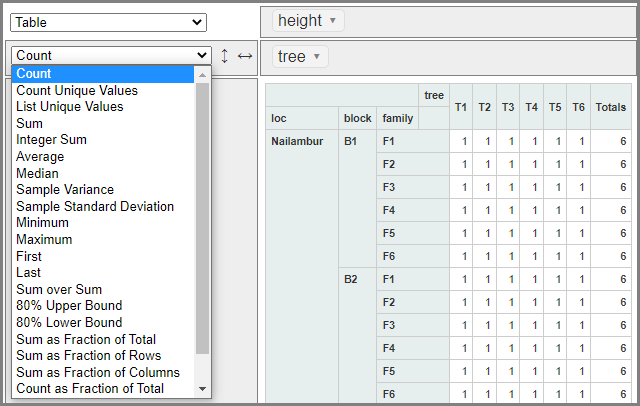 Table
height ▾
Count ↕ ↔
tree ▾
Count
Count Unique Values
List Unique Values
Sum
Integer Sum
Average
Median
Sample Variance
Sample Standard Deviation
Minimum
Maximum
First
Last
Sum over Sum
80% Upper Bound
80% Lower Bound
Sum as Fraction of Total
Sum as Fraction of Rows
Sum as Fraction of Columns
Count as Fraction of Total
tree T1 T2 T3 T4 T5 T6 Totals
loc block family
Nailambur B1 F1 1 1 1 1 1 1 6
F2 1 1 1 1 1 1 6
F3 1 1 1 1 1 1 6
F4 1 1 1 1 1 1 6
F5 1 1 1 1 1 1 6
F6 1 1 1 1 1 1 6
B2 F1 1 1 1 1 1 1 6
F2 1 1 1 1 1 1 6
F3 1 1 1 1 1 1 6
F4 1 1 1 1 1 1 6
F5 1 1 1 1 1 1 6
F6 1 1 1 1 1 1 6